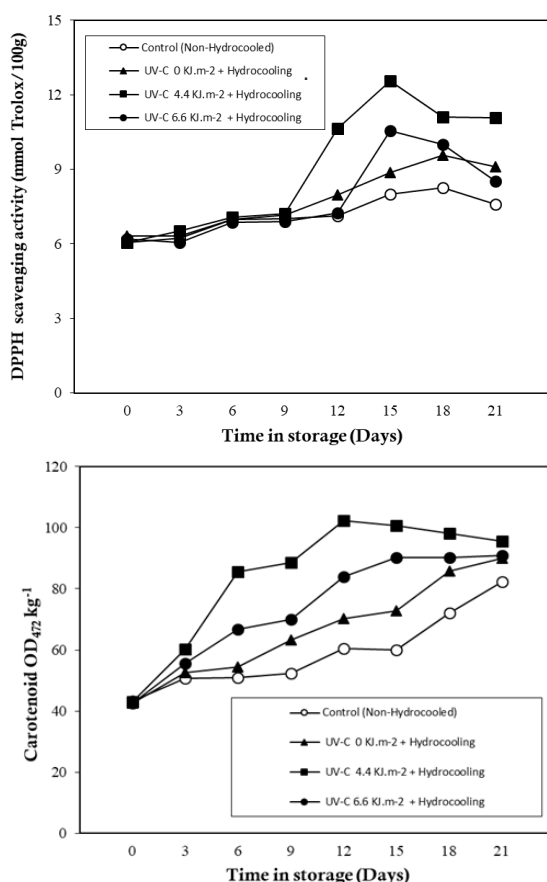 15
12
9
6
3
0
DPPH scavenging activity (mmol Trolox/100g)
Control (Non-Hydrocooled)
UV-C 0 KJ.m-2 + Hydrocooling
UV-C 4.4 KJ.m-2 + Hydrocooling
UV-C 6.6 KJ.m-2 + Hydrocooling
0 3 6 9 12 15 18 21
Time in storage (Days)
120
100
80
60
40
20
0
Carotenoid OD472 kg-1
Control (Non-Hydrocooled)
UV-C 0 KJ.m-2 + Hydrocooling
UV-C 4.4 KJ.m-2 + Hydrocooling
UV-C 6.6 KJ.m-2 + Hydrocooling
0 3 6 9 12 15 18 21
Time in storage (Days)